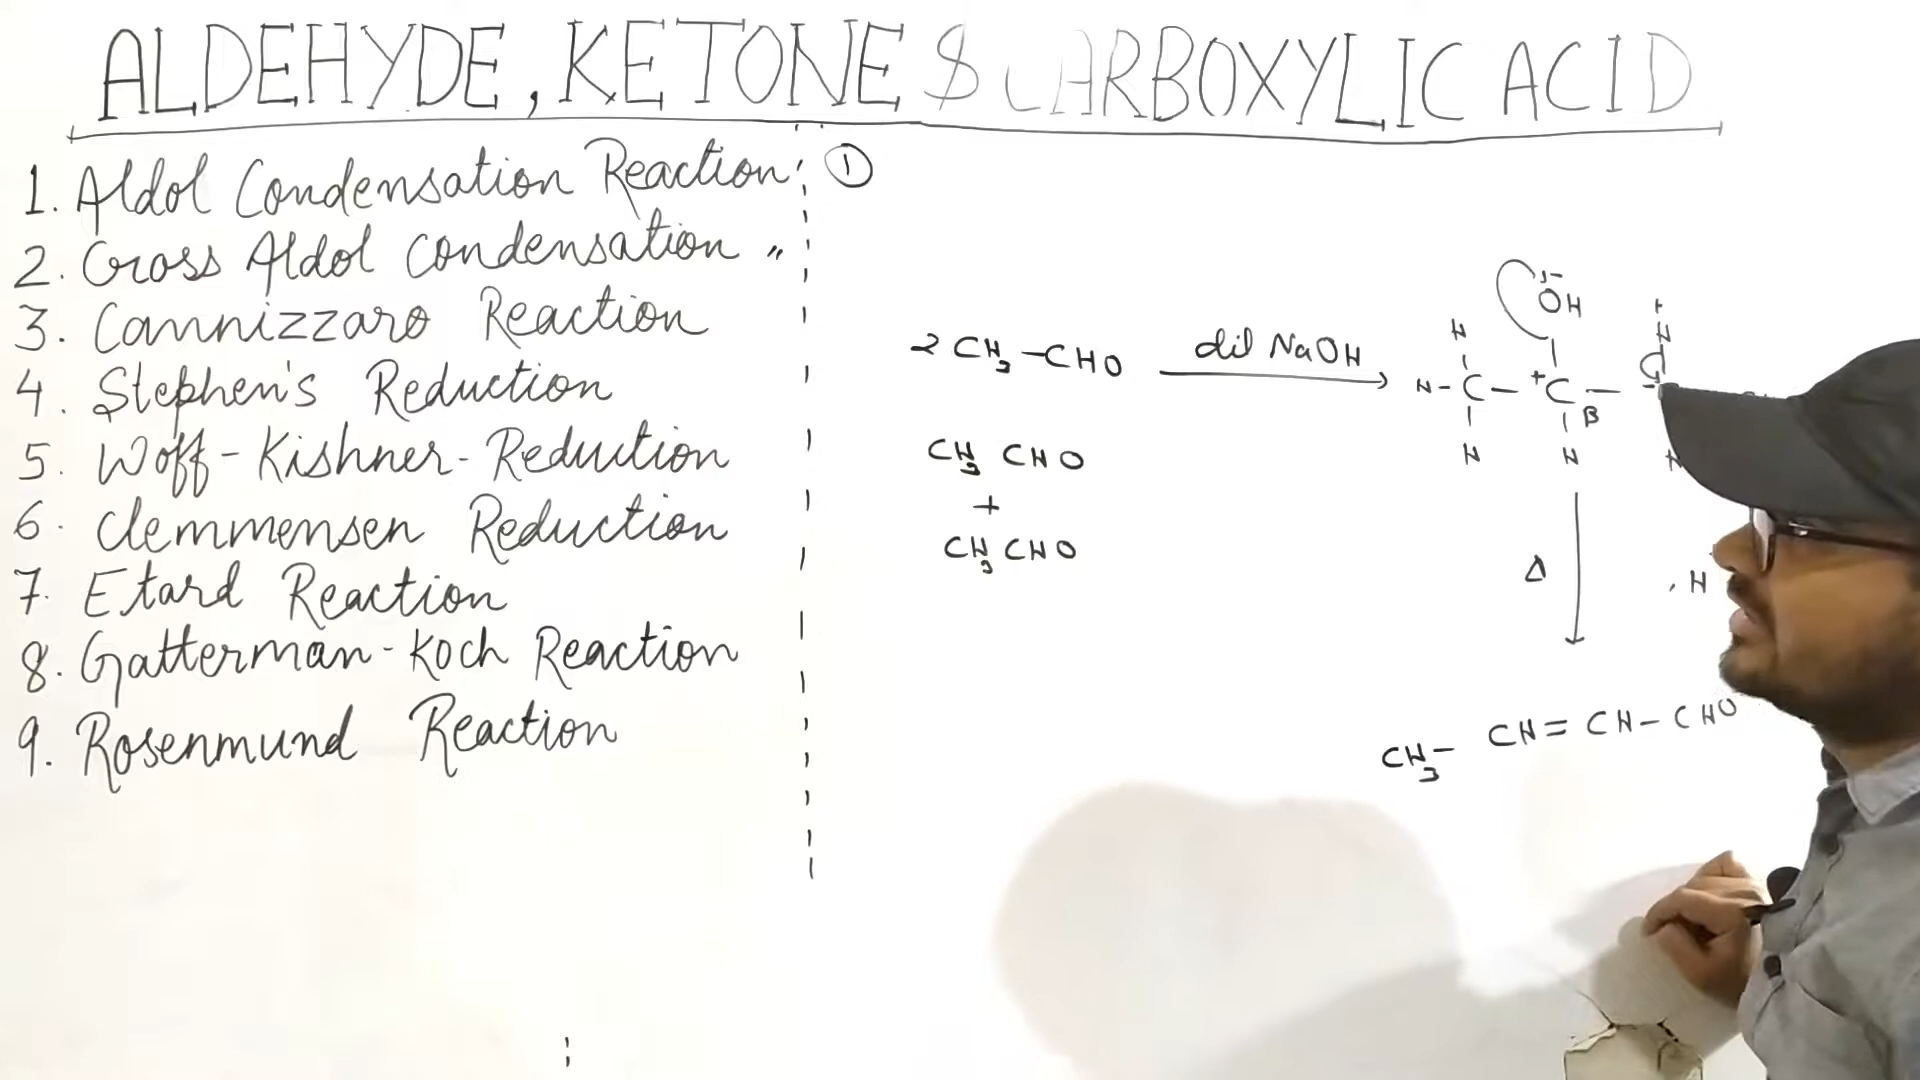 ALDEHYDE, KETONE $ CARBOXYLIC ACID
1. Aldol Condensation Reaction
2. Cross Aldol Condensation "
3. Cannizzaro Reaction
4. Stephen's Reduction
5. Woff-Kishner-Reduction
6. Clemmensen Reduction
7. Etard Reaction
8. Gatterman-Koch Reaction
9. Rosenmund Reaction
①
2 CH3-CHO dil NaOH
CH3 CHO
+
CH3 CHO
OH
H H
H- C - +C -
β
H H
Δ
H
CH3- CH=CH-CHO